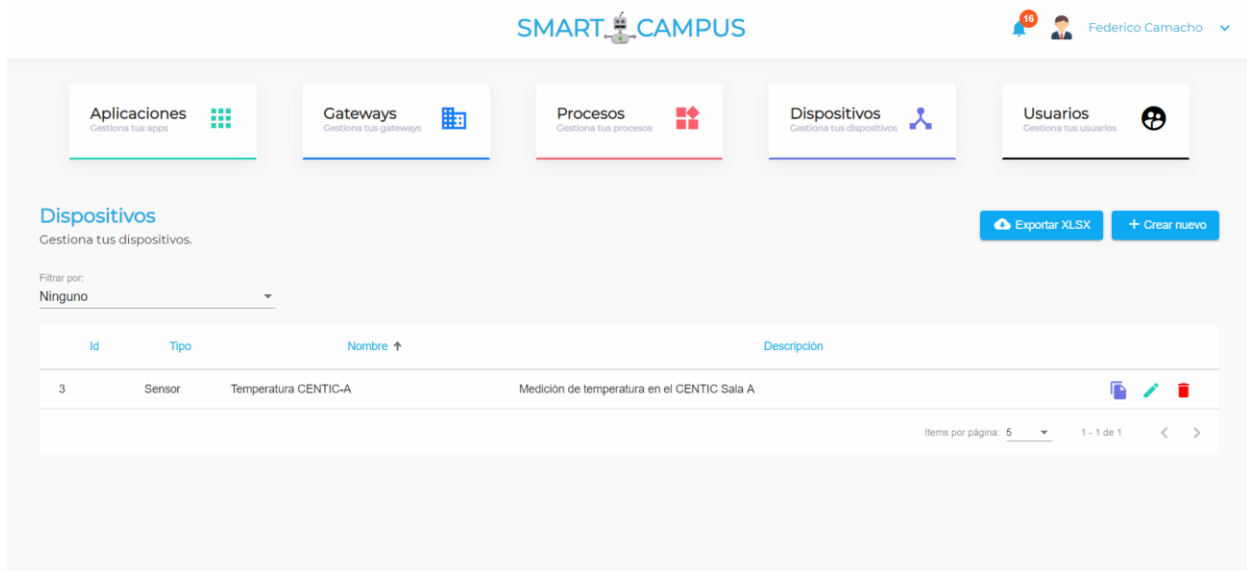 SMART CAMPUS
16
Federico Camacho
Aplicaciones
Gestiona tus apps
Gateways
Gestiona tus gateways
Procesos
Gestiona tus procesos
Dispositivos
Gestiona tus dispositivos
Usuarios
Gestiona tus usuarios
Dispositivos
Gestiona tus dispositivos.
Exportar XLSX
+ Crear nuevo
Filtrar por:
Ninguno
Id Tipo Nombre Descripción
3 Sensor Temperatura CENTIC-A Medición de temperatura en el CENTIC Sala A
Items por página: 5 1 - 1 de 1